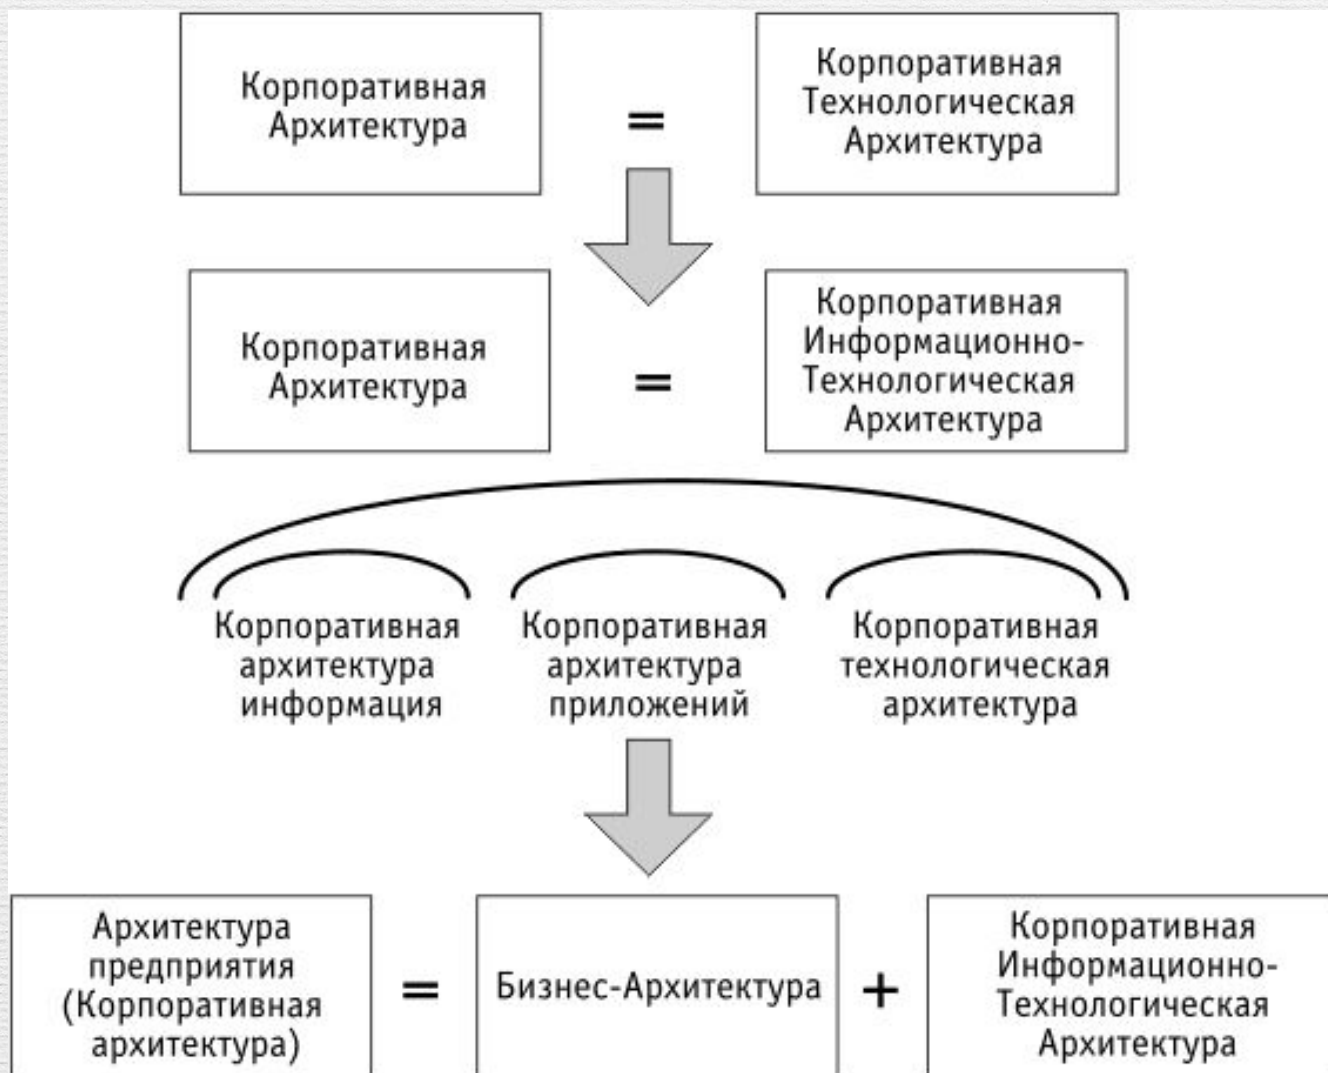 Корпоративная
Архитектура
=
Корпоративная
Технологическая
Архитектура
Корпоративная
Архитектура
=
Корпоративная
Информационно-
Технологическая
Архитектура
Корпоративная
архитектура
информация
Корпоративная
архитектура
приложений
Корпоративная
технологическая
архитектура
Архитектура
предприятия
(Корпоративная
архитектура)
=
Бизнес-Архитектура
+
Корпоративная
Информационно-
Технологическая
Архитектура